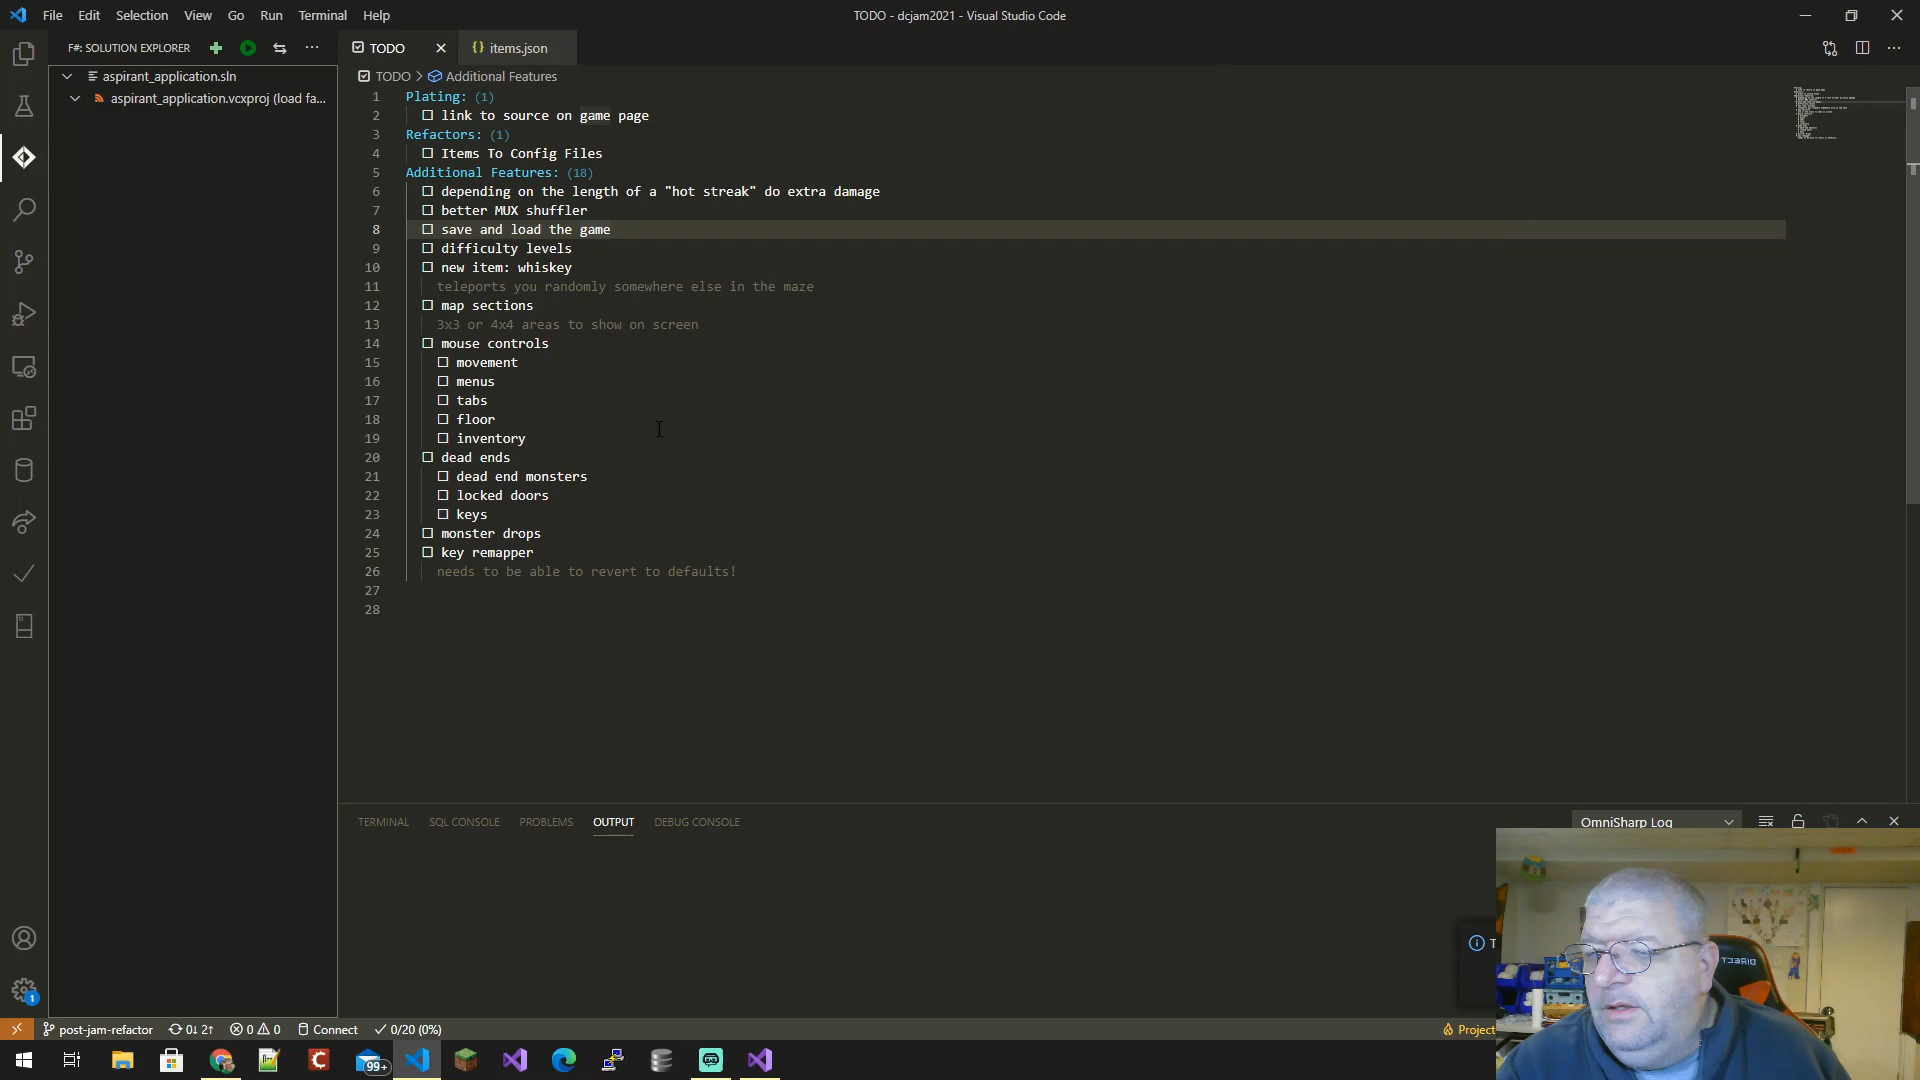 File Edit Selection View Go Run Terminal Help
TODO - dcjam2021 - Visual Studio Code
F#: SOLUTION EXPLORER
TODO
{} items.json
aspirant_application.sln
aspirant_application.vcxproj (load fa...
TODO > Additional Features
1 Plating: (1)
2 ☐ link to source on game page
3 Refactors: (1)
4 ☐ Items To Config Files
5 Additional Features: (18)
6 ☐ depending on the length of a "hot streak" do extra damage
7 ☐ better MUX shuffler
8 ☐ save and load the game
9 ☐ difficulty levels
10 ☐ new item: whiskey
11 teleports you randomly somewhere else in the maze
12 ☐ map sections
13 3x3 or 4x4 areas to show on screen
14 ☐ mouse controls
15 ☐ movement
16 ☐ menus
17 ☐ tabs
18 ☐ floor
19 ☐ inventory
20 ☐ dead ends
21 ☐ dead end monsters
22 ☐ locked doors
23 ☐ keys
24 ☐ monster drops
25 ☐ key remapper
26 needs to be able to revert to defaults!
27
28
TERMINAL SQL CONSOLE PROBLEMS OUTPUT DEBUG CONSOLE
OmniSharp Log
T
DIRECT
1
post-jam-refactor 0↓ 2↑ 0 0 Connect ✓ 0/20 (0%)
Project
99+